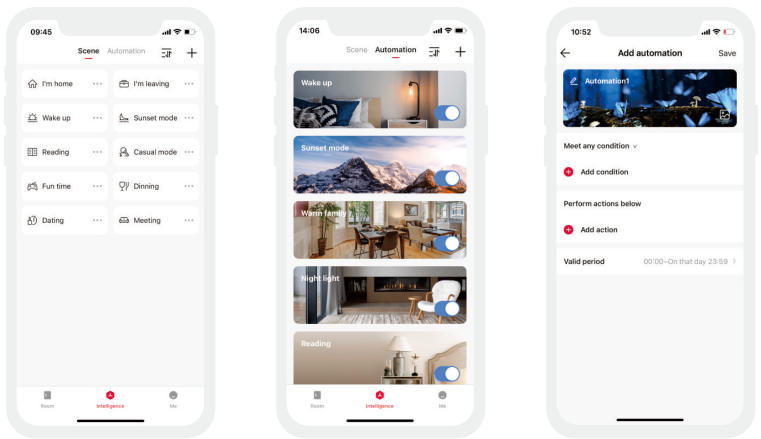 09:45
Scene Automation
I'm home
I'm leaving
Wake up
Sunset mode
Reading
Casual mode
Fun time
Dinning
Dating
Meeting
Room Intelligence Me
14:06
Scene Automation
Wake up
Sunset mode
Warm family
Night light
Reading
Room Intelligence Me
10:52
Add automation Save
Automation1
Meet any condition
Add condition
Perform actions below
Add action
Valid period 00:00~On that day 23:59